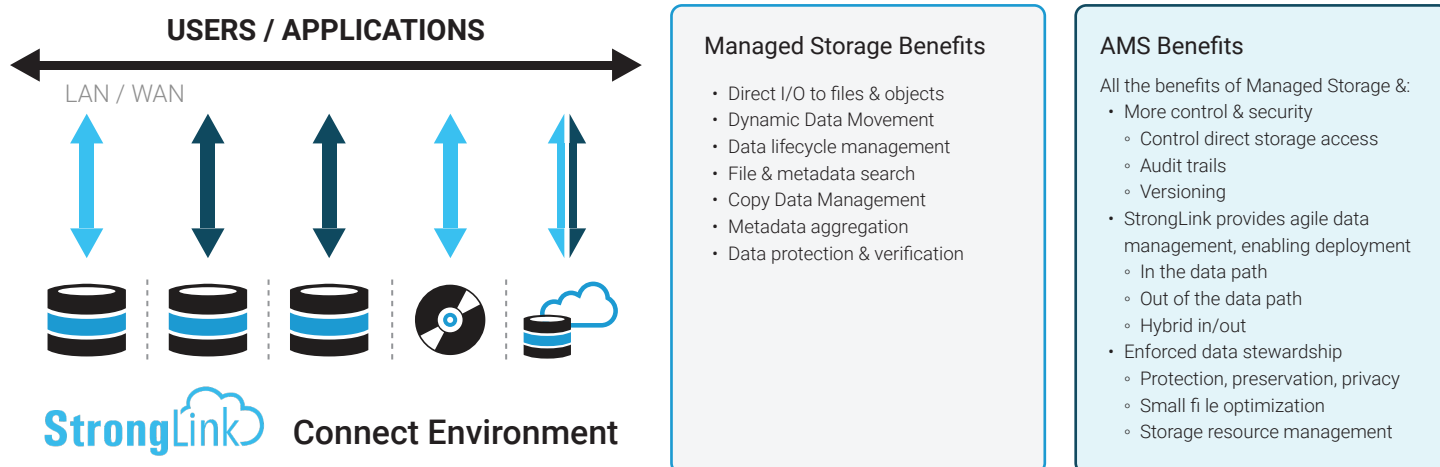 USERS / APPLICATIONS
LAN / WAN
StrongLink
Connect Environment
Managed Storage Benefits
• Direct I/O to files & objects
• Dynamic Data Movement
• Data lifecycle management
• File & metadata search
• Copy Data Management
• Metadata aggregation
• Data protection & verification
AMS Benefits
All the benefits of Managed Storage &:
• More control & security
◦ Control direct storage access
◦ Audit trails
◦ Versioning
• StrongLink provides agile data
management, enabling deployment
◦ In the data path
◦ Out of the data path
◦ Hybrid in/out
• Enforced data stewardship
◦ Protection, preservation, privacy
◦ Small fi le optimization
◦ Storage resource management